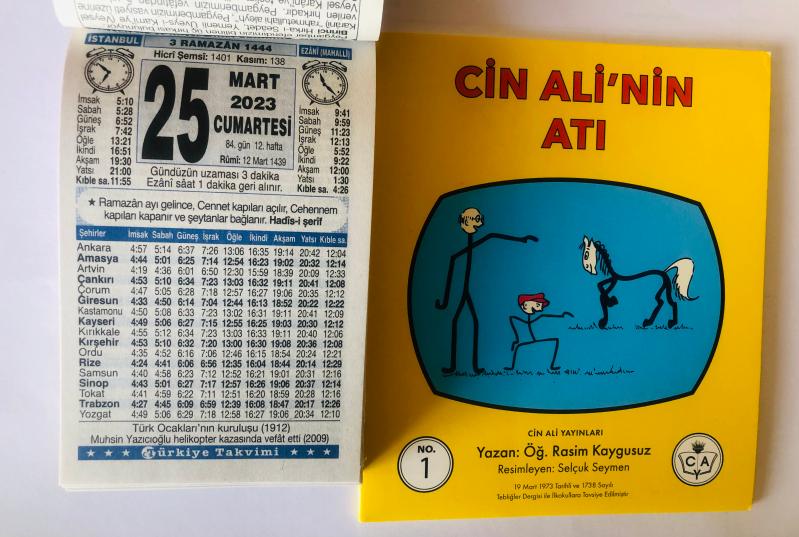 İSTANBUL
3 RAMAZÂN 1444
EZÂNİ (MAHALLÎ)
Hicrî Şemsî: 1401 Kasım: 138
25
MART
2023
CUMARTESİ
84. gün 12. hafta
Rûmî: 12 Mart 1439
İmsak 5:10
Sabah 5:28
Güneş 6:52
İşrak 7:42
Öğle 13:21
İkindi 16:51
Akşam 19:30
Yatsı 21:00
Kıble sa. 11:55
İmsak 9:41
Sabah 9:59
Güneş 11:23
İşrak 12:13
Öğle 5:52
İkindi 9:22
Akşam 12:00
Yatsı 1:30
Kıble sa. 4:26
Gündüzün uzaması 3 dakika
Ezânî sâat 1 dakika geri alınır.
★ Ramazân ayı gelince, Cennet kapıları açılır, Cehennem
kapıları kapanır ve şeytanlar bağlanır. Hadîs-i şerîf
Şehirler İmsak Sabah Güneş İşrak Öğle İkindi Akşam Yatsı Kıble sa.
Ankara 4:57 5:14 6:37 7:26 13:06 16:35 19:14 20:42 12:04
Amasya 4:44 5:01 6:25 7:14 12:54 16:23 19:02 20:32 12:14
Artvin 4:19 4:36 6:01 6:50 12:30 15:59 18:39 20:09 12:33
Çankırı 4:53 5:10 6:34 7:23 13:03 16:32 19:11 20:41 12:08
Çorum 4:47 5:05 6:28 7:18 12:57 16:27 19:06 20:35 12:12
Giresun 4:33 4:50 6:14 7:04 12:44 16:13 18:52 20:22 12:22
Kastamonu 4:50 5:08 6:33 7:23 13:02 16:31 19:11 20:41 12:09
Kayseri 4:49 5:06 6:27 7:15 12:55 16:25 19:03 20:30 12:12
Kırıkkale 4:55 5:12 6:34 7:23 13:03 16:33 19:11 20:40 12:06
Kırşehir 4:53 5:10 6:32 7:20 13:00 16:30 19:08 20:36 12:08
Ordu 4:35 4:52 6:16 7:06 12:46 16:15 18:54 20:24 12:21
Rize 4:24 4:41 6:06 6:56 12:35 16:04 18:44 20:14 12:29
Samsun 4:40 4:58 6:23 7:12 12:52 16:21 19:01 20:31 12:16
Sinop 4:43 5:01 6:27 7:17 12:57 16:26 19:06 20:37 12:14
Tokat 4:41 4:59 6:22 7:11 12:51 16:20 18:59 20:28 12:16
Trabzon 4:27 4:45 6:09 6:59 12:39 16:08 18:47 20:17 12:26
Yozgat 4:49 5:06 6:29 7:18 12:58 16:27 19:06 20:34 12:10
Türk Ocakları'nın kuruluşu (1912)
Muhsin Yazıcıoğlu helikopter kazasında vefât etti (2009)
Türkiye Takvimi
CİN ALİ'NİN
ATI
CİN ALİ YAYINLARI
Yazan: Öğ. Rasim Kaygusuz
Resimleyen: Selçuk Seymen
19 Mart 1973 Tarihli ve 1738 Sayılı
Tebliğler Dergisi ile İlkokullara Tavsiye Edilmiştir
NO.
1
C A